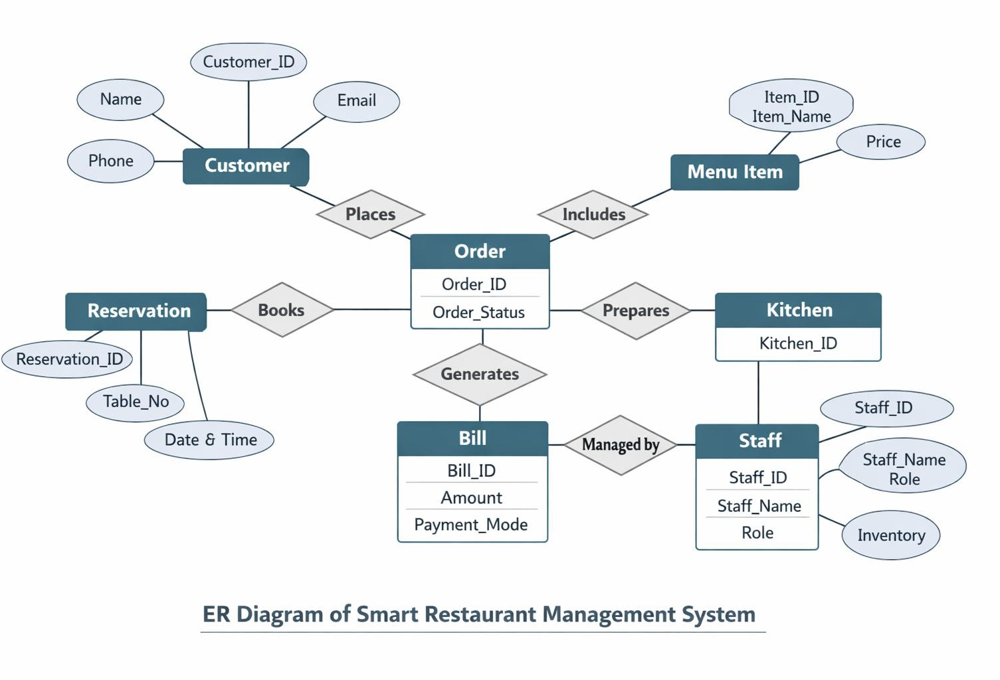 Customer_ID
Name
Email
Phone
Customer
Item_ID
Item_Name
Price
Menu Item
Places
Includes
Order
Order_ID
Order_Status
Reservation
Books
Prepares
Kitchen
Kitchen_ID
Reservation_ID
Table_No
Date & Time
Generates
Bill
Bill_ID
Amount
Payment_Mode
Managed by
Staff
Staff_ID
Staff_Name
Role
Staff_ID
Staff_Name
Role
Inventory
ER Diagram of Smart Restaurant Management System